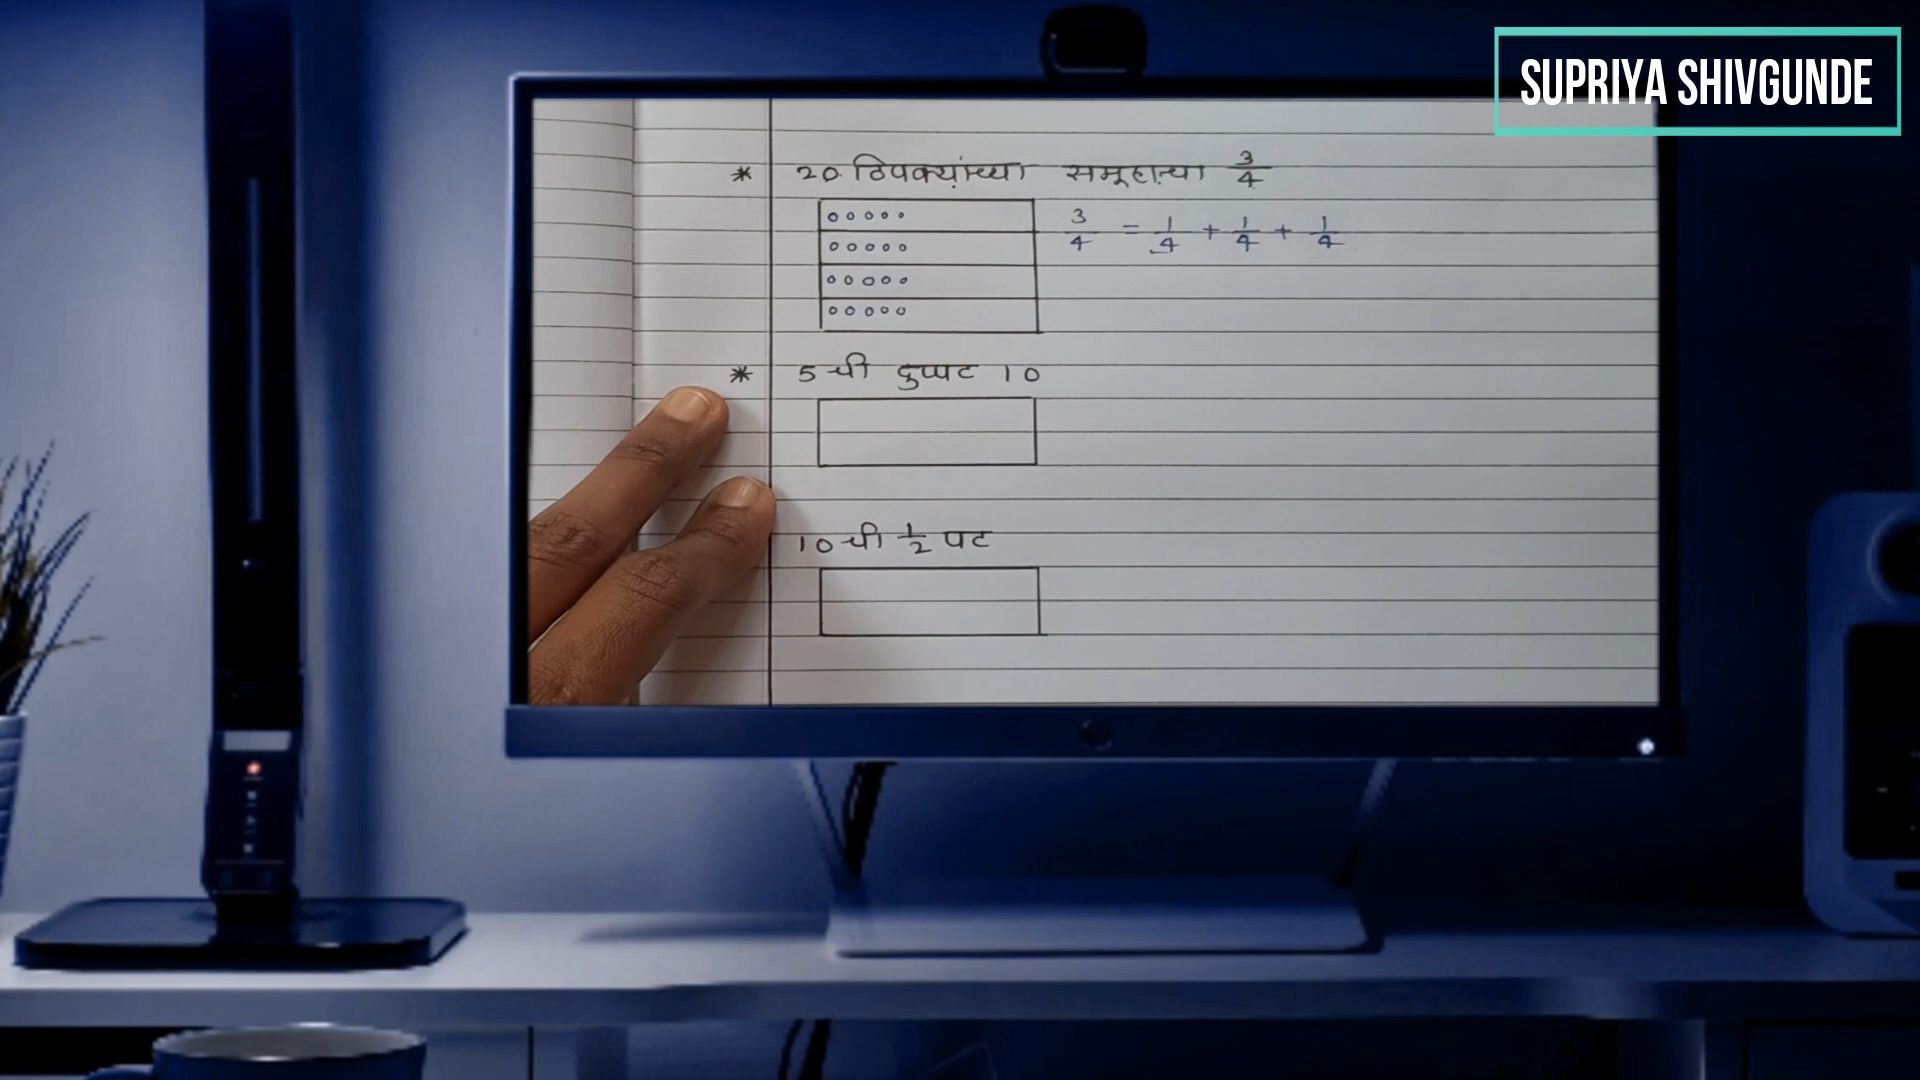 SUPRIYA SHIVGUNDE
* 20 ठिपक्यांच्या समूहाच्या 3/4
3/4 = 1/4 + 1/4 + 1/4
* 5 ची दुप्पट 10
10 ची 1/2 पट